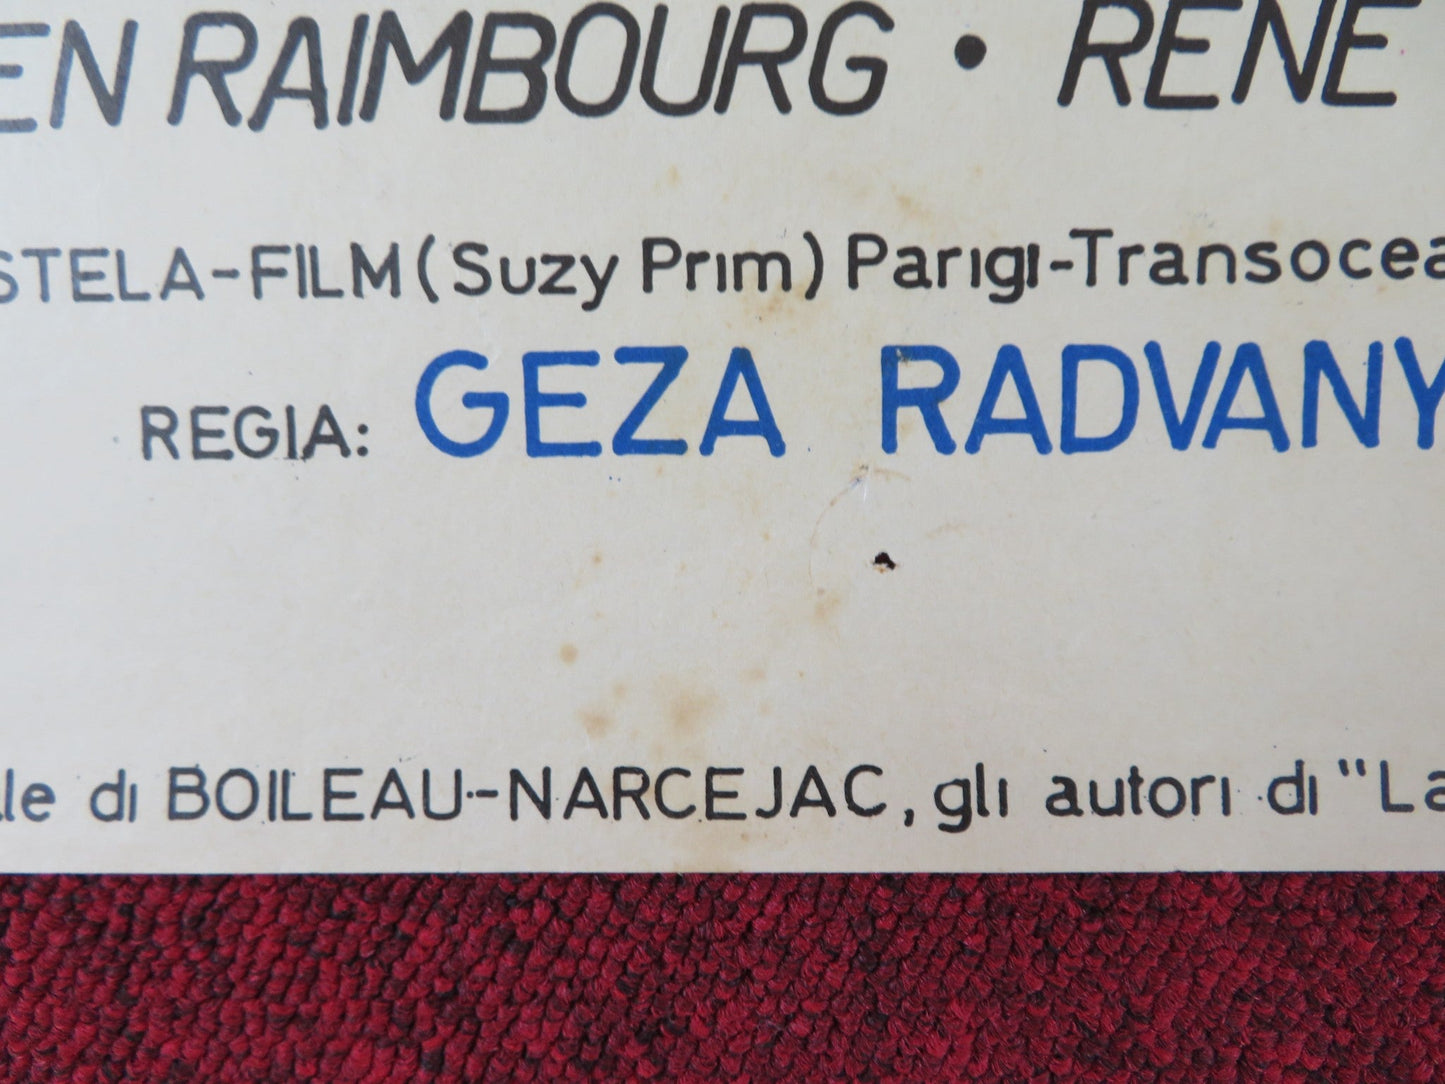 EN RAIMBOURG • RENE
STELA-FILM (Suzy Prim) Parigi-Transocea
REGIA: GEZA RADVANY
le di BOILEAU-NARCEJAC, gli autori di "La